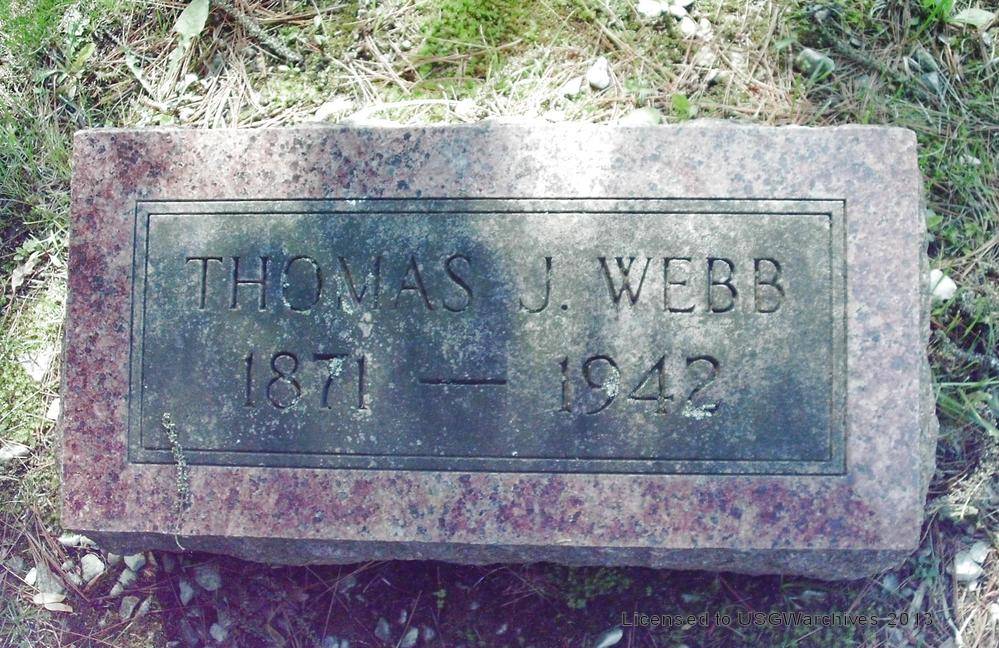 THOMAS J. WEBB
1871 — 1942
Licensed to USGWarchives 2013